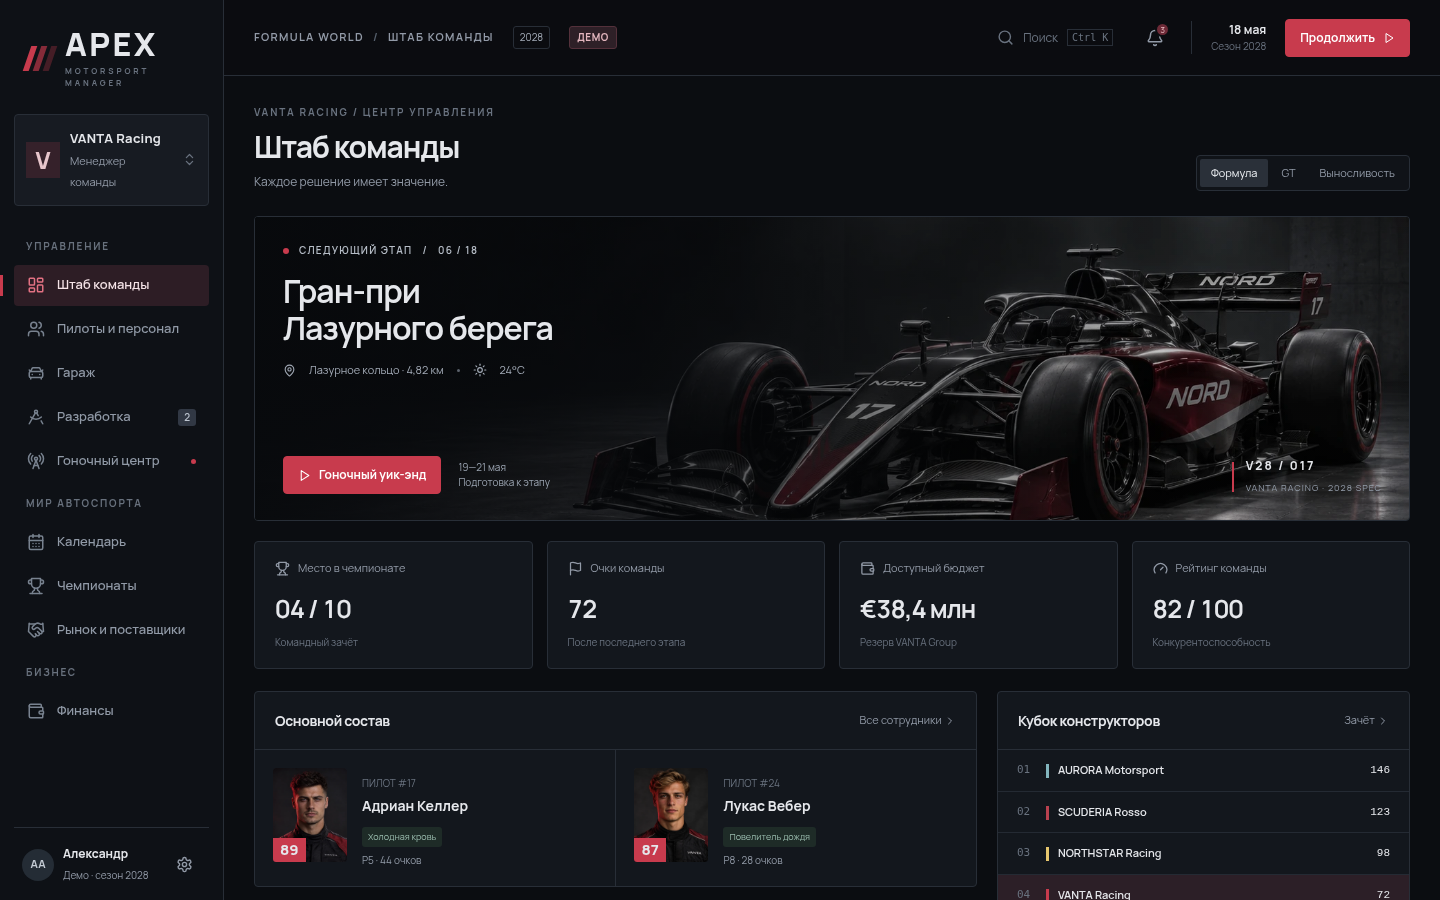 APEX
MOTORSPORT
MANAGER
V
VANTA Racing
Менеджер
команды
УПРАВЛЕНИЕ
Штаб команды
Пилоты и персонал
Гараж
Разработка 2
Гоночный центр
МИР АВТОСПОРТА
Календарь
Чемпионаты
Рынок и поставщики
БИЗНЕС
Финансы
AA
Александр
Демо · сезон 2028
FORMULA WORLD / ШТАБ КОМАНДЫ 2028 ДЕМО
Поиск Ctrl K
3
18 мая
Сезон 2028
Продолжить
VANTA RACING / ЦЕНТР УПРАВЛЕНИЯ
Штаб команды
Каждое решение имеет значение.
Формула GT Выносливость
СЛЕДУЮЩИЙ ЭТАП / 06 / 18
Гран-при
Лазурного берега
Лазурное кольцо · 4,82 км • 24°C
Гоночный уик-энд
19—21 мая
Подготовка к этапу
NORD
17
NORD
17
NORD
V28 / 017
VANTA RACING · 2028 SPEC
Место в чемпионате
04 / 10
Командный зачёт
Очки команды
72
После последнего этапа
Доступный бюджет
€38,4 млн
Резерв VANTA Group
Рейтинг команды
82 / 100
Конкурентоспособность
Основной состав
Все сотрудники
89
ПИЛОТ #17
Адриан Келлер
Холодная кровь
P5 · 44 очков
87
ПИЛОТ #24
Лукас Вебер
Повелитель дождя
P8 · 28 очков
Кубок конструкторов
Зачёт
01 AURORA Motorsport 146
02 SCUDERIA Rosso 123
03 NORTHSTAR Racing 98
04 VANTA Racing 72